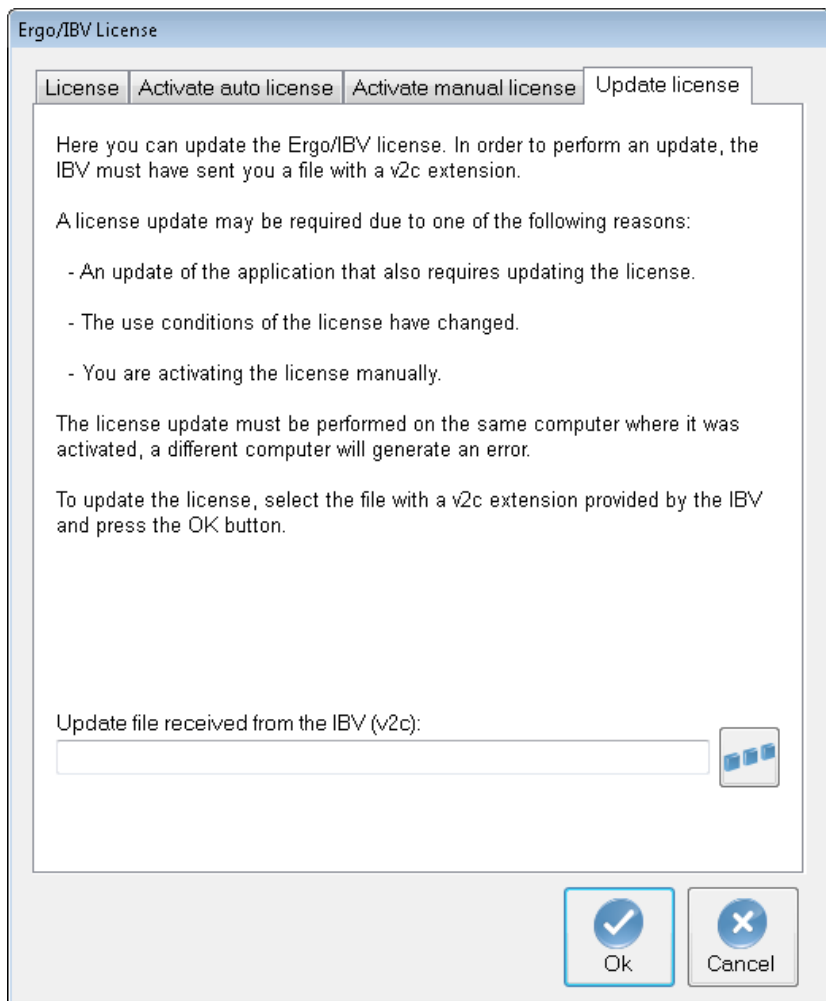 Ergo/IBV License
License
Activate auto license
Activate manual license
Update license
Here you can update the Ergo/IBV license. In order to perform an update, the
IBV must have sent you a file with a v2c extension.
A license update may be required due to one of the following reasons:
- An update of the application that also requires updating the license.
- The use conditions of the license have changed.
- You are activating the license manually.
The license update must be performed on the same computer where it was
activated, a different computer will generate an error.
To update the license, select the file with a v2c extension provided by the IBV
and press the OK button.
Update file received from the IBV (v2c):
Ok
Cancel